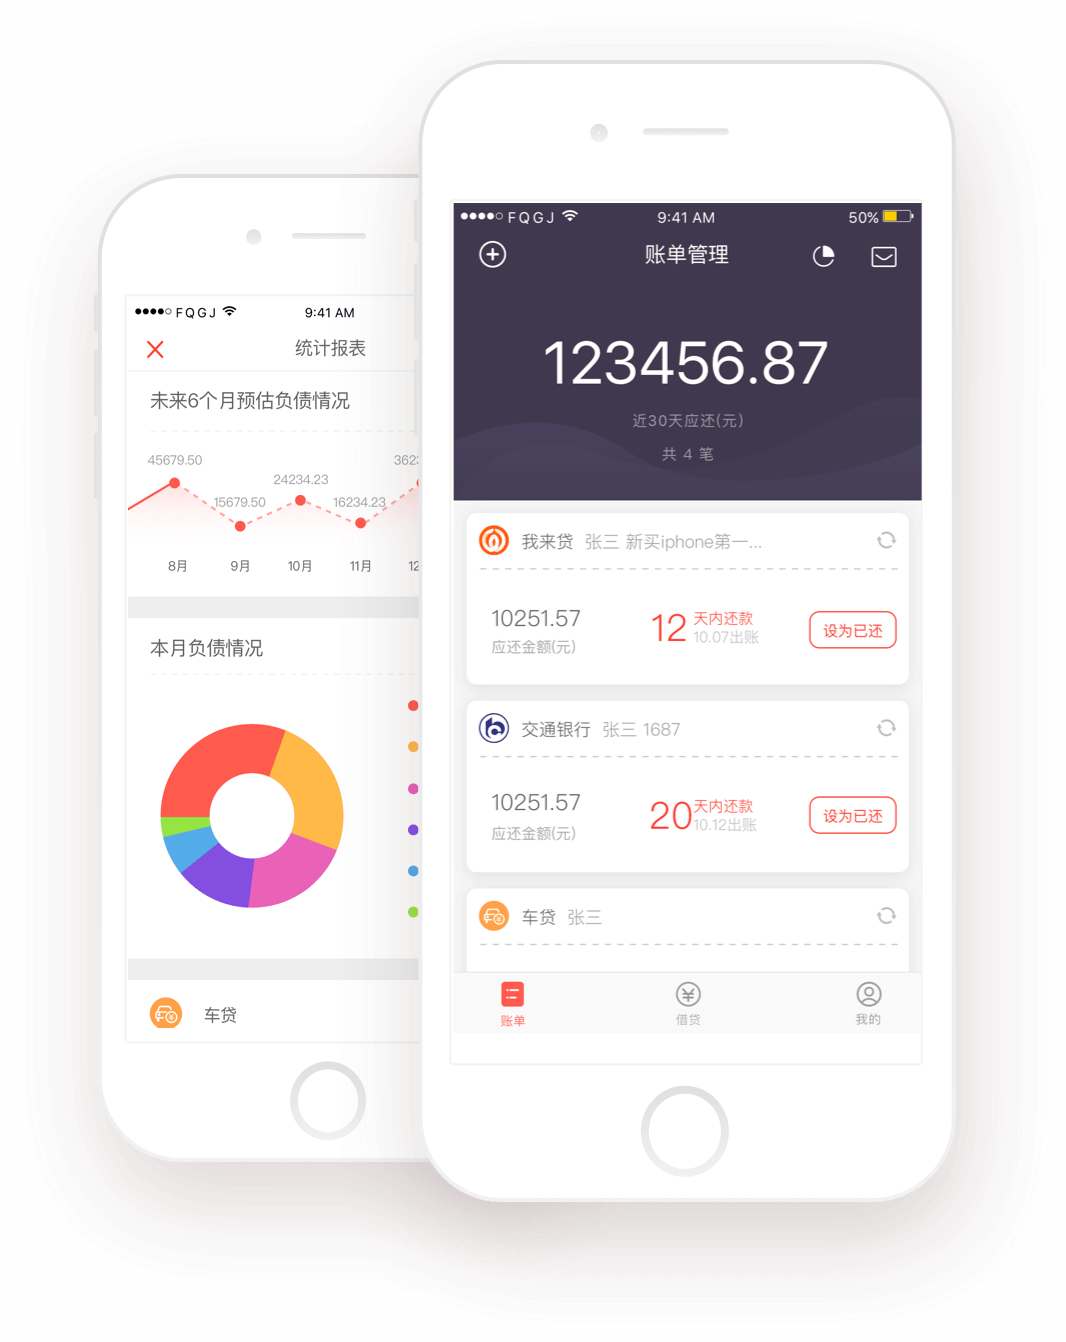 FQGJ
9:41 AM
统计报表
未来6个月预估负债情况
45679.50
15679.50
24234.23
16234.23
362
8月
9月
10月
11月
12
本月负债情况
车贷
FQGJ
9:41 AM
50%
账单管理
123456.87
近30天应还(元)
共 4 笔
我来贷 张三 新买iphone第一...
10251.57
应还金额(元)
12
天内还款
10.07出账
设为已还
交通银行 张三 1687
10251.57
应还金额(元)
20
天内还款
10.12出账
设为已还
车贷 张三
账单
借贷
我的